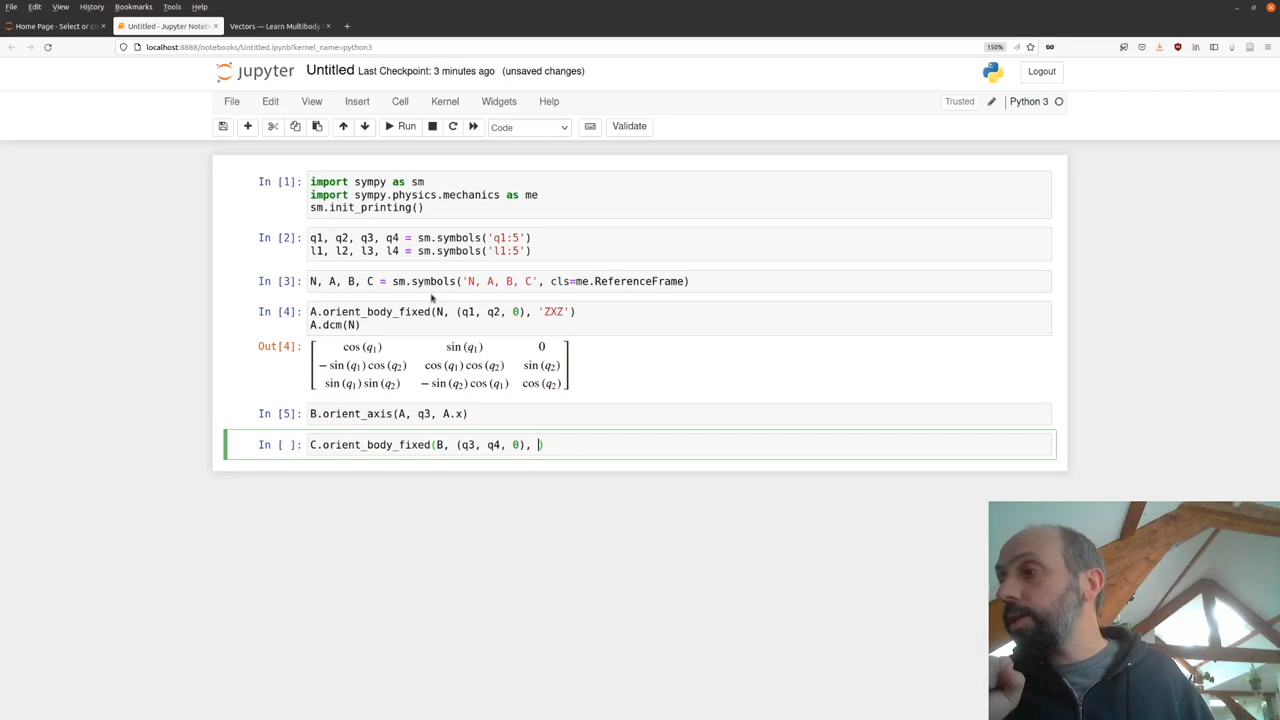 File Edit View History Bookmarks Tools Help
Home Page - Select or cr
Untitled - Jupyter Noteb
Vectors — Learn Multibody
localhost:8888/notebooks/Untitled.ipynb?kernel_name=python3
150%
jupyter Untitled Last Checkpoint: 3 minutes ago (unsaved changes)
Logout
File Edit View Insert Cell Kernel Widgets Help
Trusted
Python 3
Run
Code
Validate
In [1]: import sympy as sm
import sympy.physics.mechanics as me
sm.init_printing()
In [2]: q1, q2, q3, q4 = sm.symbols('q1:5')
l1, l2, l3, l4 = sm.symbols('l1:5')
In [3]: N, A, B, C = sm.symbols('N, A, B, C', cls=me.ReferenceFrame)
In [4]: A.orient_body_fixed(N, (q1, q2, 0), 'ZXZ')
A.dcm(N)
Out[4]: cos (q₁) sin (q₁) 0
− sin (q₁) cos (q₂) cos (q₁) cos (q₂) sin (q₂)
sin (q₁) sin (q₂) − sin (q₂) cos (q₁) cos (q₂)
In [5]: B.orient_axis(A, q3, A.x)
In [ ]: C.orient_body_fixed(B, (q3, q4, 0), )